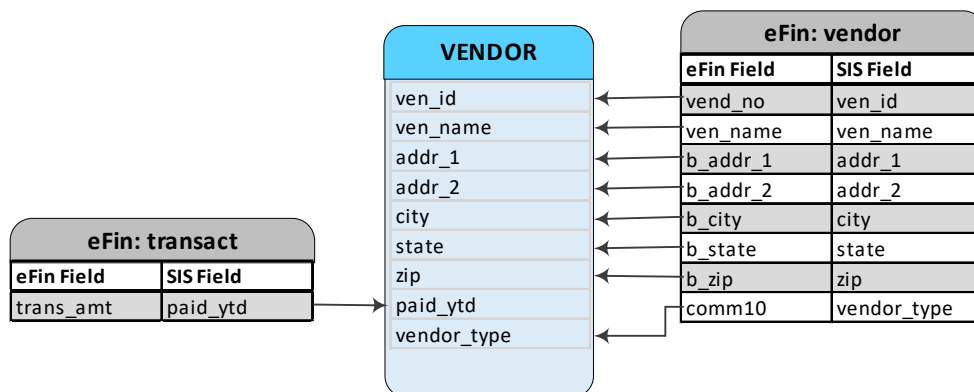 eFin: transact
eFin Field SIS Field
trans_amt paid_ytd
VENDOR
ven_id
ven_name
addr_1
addr_2
city
state
zip
paid_ytd
vendor_type
eFin: vendor
eFin Field SIS Field
vend_no ven_id
ven_name ven_name
b_addr_1 addr_1
b_addr_2 addr_2
b_city city
b_state state
b_zip zip
comm10 vendor_type